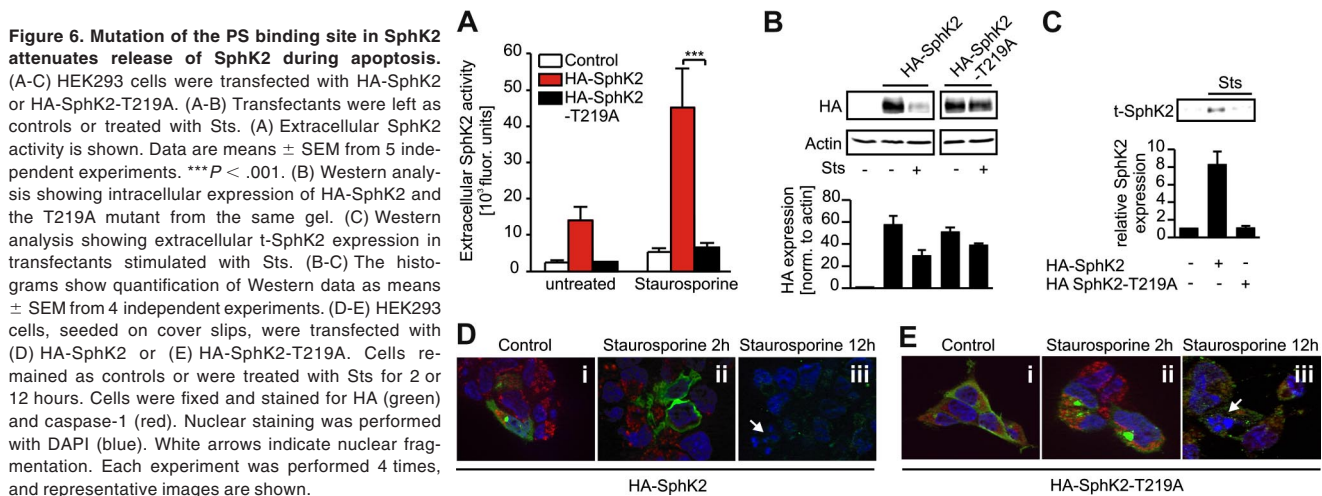 Figure 6. Mutation of the PS binding site in SphK2
attenuates release of SphK2 during apoptosis.
(A-C) HEK293 cells were transfected with HA-SphK2
or HA-SphK2-T219A. (A-B) Transfectants were left as
controls or treated with Sts. (A) Extracellular SphK2
activity is shown. Data are means ± SEM from 5 inde-
pendent experiments. ***P < .001. (B) Western analy-
sis showing intracellular expression of HA-SphK2 and
the T219A mutant from the same gel. (C) Western
analysis showing extracellular t-SphK2 expression in
transfectants stimulated with Sts. (B-C) The histo-
grams show quantification of Western data as means
± SEM from 4 independent experiments. (D-E) HEK293
cells, seeded on cover slips, were transfected with
(D) HA-SphK2 or (E) HA-SphK2-T219A. Cells re-
mained as controls or were treated with Sts for 2 or
12 hours. Cells were fixed and stained for HA (green)
and caspase-1 (red). Nuclear staining was performed
with DAPI (blue). White arrows indicate nuclear frag-
mentation. Each experiment was performed 4 times,
and representative images are shown.
A
Extracellular SphK2 activity
[10³ fluor. units]
60
50
40
30
20
10
0
Control
HA-SphK2
HA-SphK2
-T219A
***
untreated
Staurosporine
B
HA-SphK2
HA-SphK2
-T219A
HA
Actin
Sts
- - + - +
HA expression
[norm. to actin]
80
60
40
20
0
C
Sts
t-SphK2
relative SphK2
expression
10
8
6
4
2
0
HA-SphK2 - + -
HA SphK2-T219A - - +
D
Control
Staurosporine 2h
Staurosporine 12h
i
ii
iii
HA-SphK2
E
Control
Staurosporine 2h
Staurosporine 12h
i
ii
iii
HA-SphK2-T219A